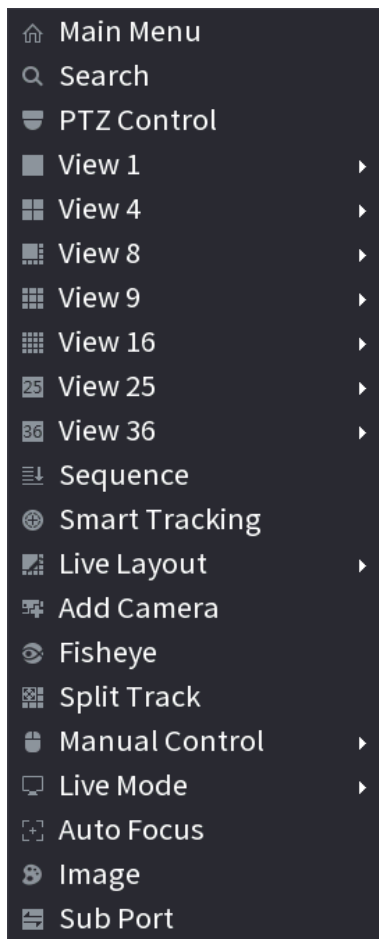 Main Menu
Search
PTZ Control
View 1
View 4
View 8
View 9
View 16
25 View 25
36 View 36
Sequence
Smart Tracking
Live Layout
Add Camera
Fisheye
Split Track
Manual Control
Live Mode
Auto Focus
Image
Sub Port